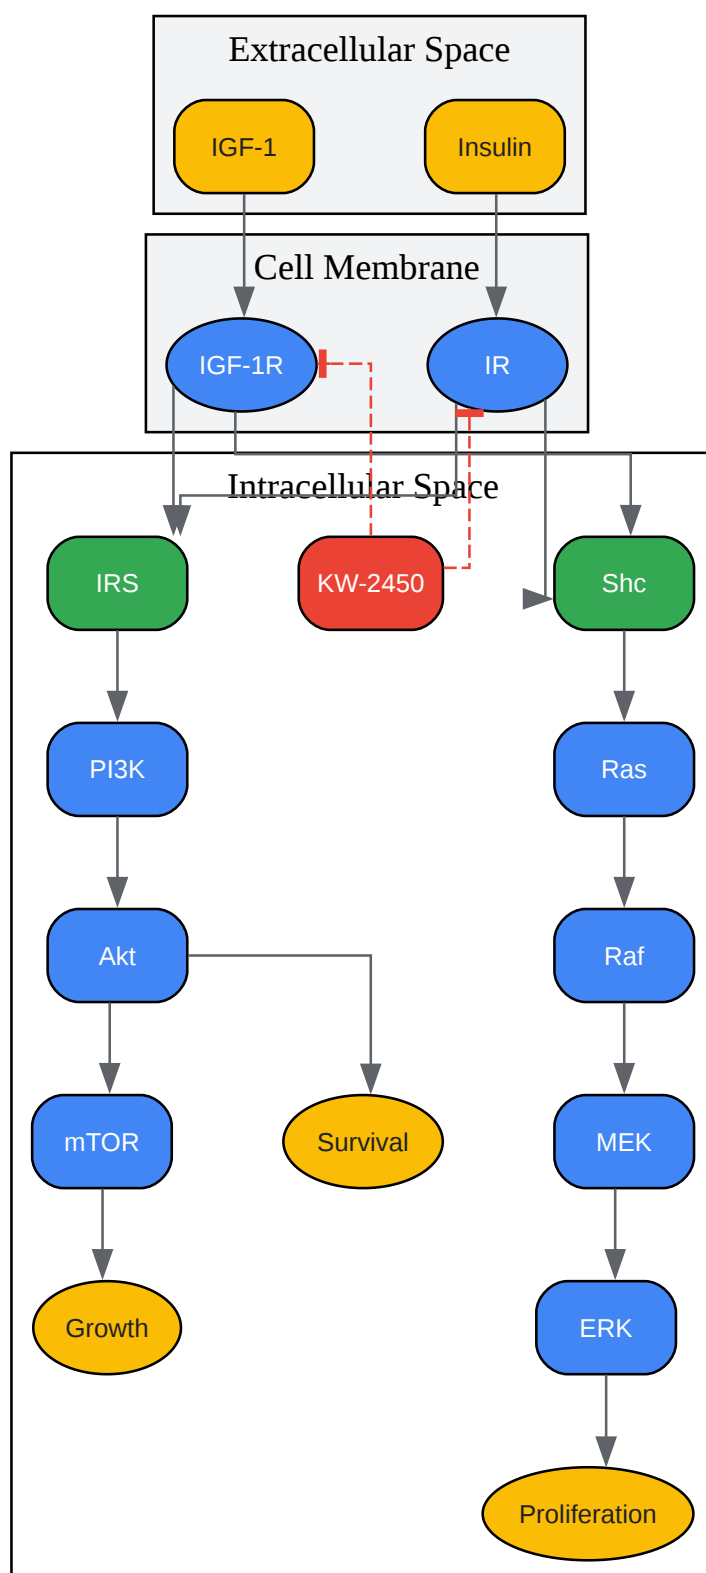 Extracellular Space
IGF-1
Insulin
Cell Membrane
IGF-1R
IR
Intracellular Space
IRS
KW-2450
Shc
PI3K
Ras
Akt
Raf
mTOR
Survival
MEK
Growth
ERK
Proliferation